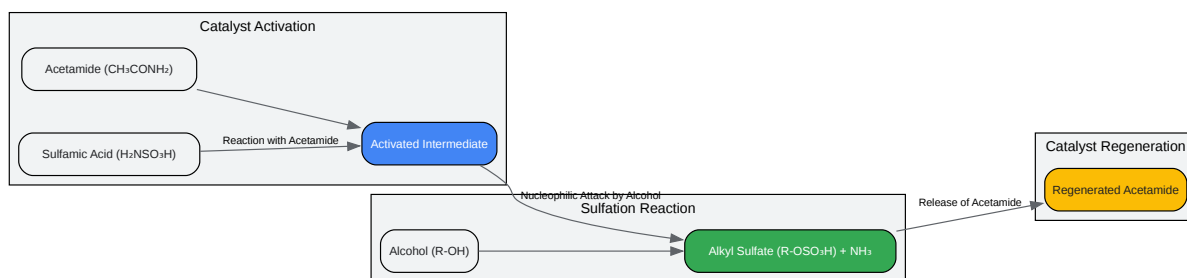 Catalyst Activation
Acetamide (CH₃CONH₂)
Sulfamic Acid (H₂NSO₃H)
Reaction with Acetamide
Activated Intermediate
Nucleophilic Attack by Alcohol
Sulfation Reaction
Alcohol (R-OH)
Alkyl Sulfate (R-OSO₃H) + NH₃
Release of Acetamide
Catalyst Regeneration
Regenerated Acetamide